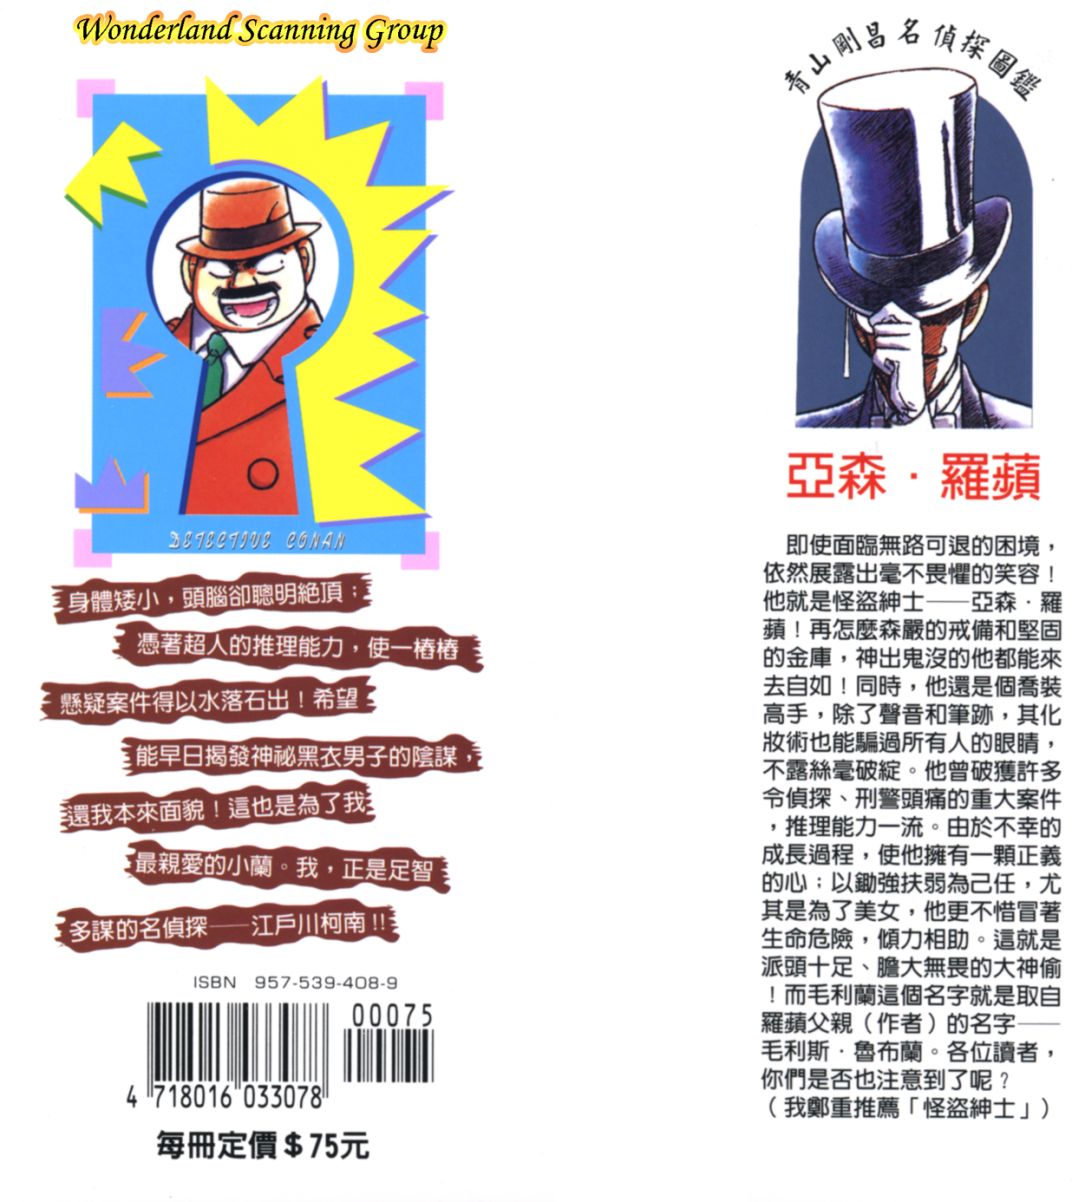 Wonderland Scanning Group
DETECTIVE CONAN
身體矮小，頭腦卻聰明絕頂；
憑著超人的推理能力，使一樁樁
懸疑案件得以水落石出！希望
能早日揭發神祕黑衣男子的陰謀，
還我本來面貌！這也是為了我
最親愛的小蘭。我，正是足智
多謀的名偵探──江戶川柯南!!
ISBN 957-539-408-9
00075
4 718016 033078
每冊定價＄75元
青山剛昌名偵探圖鑑
亞森·羅蘋
即使面臨無路可退的困境，
依然展露出毫不畏懼的笑容！
他就是怪盜紳士──亞森·羅
蘋！再怎麼森嚴的戒備和堅固
的金庫，神出鬼沒的他都能來
去自如！同時，他還是個喬裝
高手，除了聲音和筆跡，其化
妝術也能騙過所有人的眼睛，
不露絲毫破綻。他曾破獲許多
令偵探、刑警頭痛的重大案件
，推理能力一流。由於不幸的
成長過程，使他擁有一顆正義
的心；以鋤強扶弱為己任，尤
其是為了美女，他更不惜冒著
生命危險，傾力相助。這就是
派頭十足、膽大無畏的大神偷
！而毛利蘭這個名字就是取自
羅蘋父親（作者）的名字──
毛利斯·魯布蘭。各位讀者，
你們是否也注意到了呢？
（我鄭重推薦「怪盜紳士」）